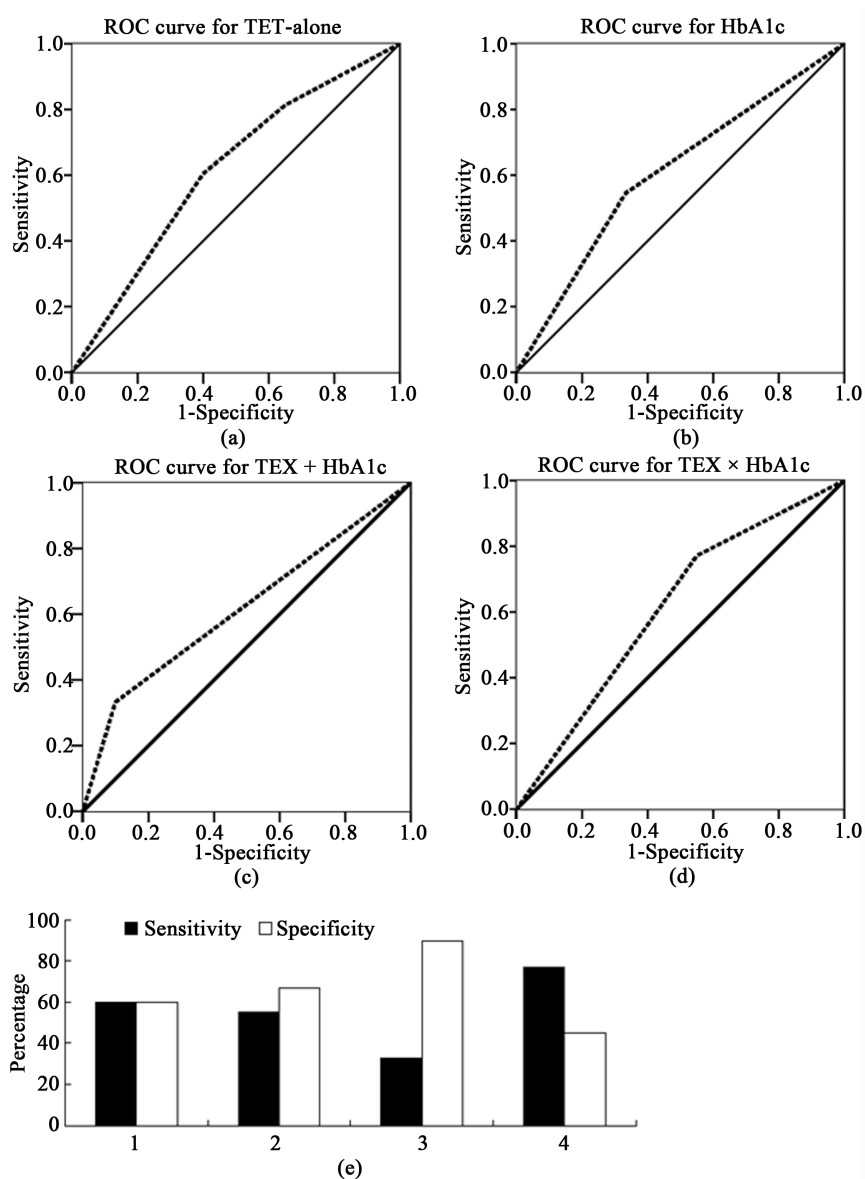 ROC curve for TET-alone
1.0
0.8
0.6
0.4
0.2
0.0
Sensitivity
0.0 0.2 0.4 0.6 0.8 1.0
1-Specificity
(a)
ROC curve for HbA1c
1.0
0.8
0.6
0.4
0.2
0.0
Sensitivity
0.0 0.2 0.4 0.6 0.8 1.0
1-Specificity
(b)
ROC curve for TEX + HbA1c
1.0
0.8
0.6
0.4
0.2
0.0
Sensitivity
0.0 0.2 0.4 0.6 0.8 1.0
1-Specificity
(c)
ROC curve for TEX × HbA1c
1.0
0.8
0.6
0.4
0.2
0.0
Sensitivity
0.0 0.2 0.4 0.6 0.8 1.0
1-Specificity
(d)
Sensitivity Specificity
100
80
60
40
20
0
Percentage
1 2 3 4
(e)